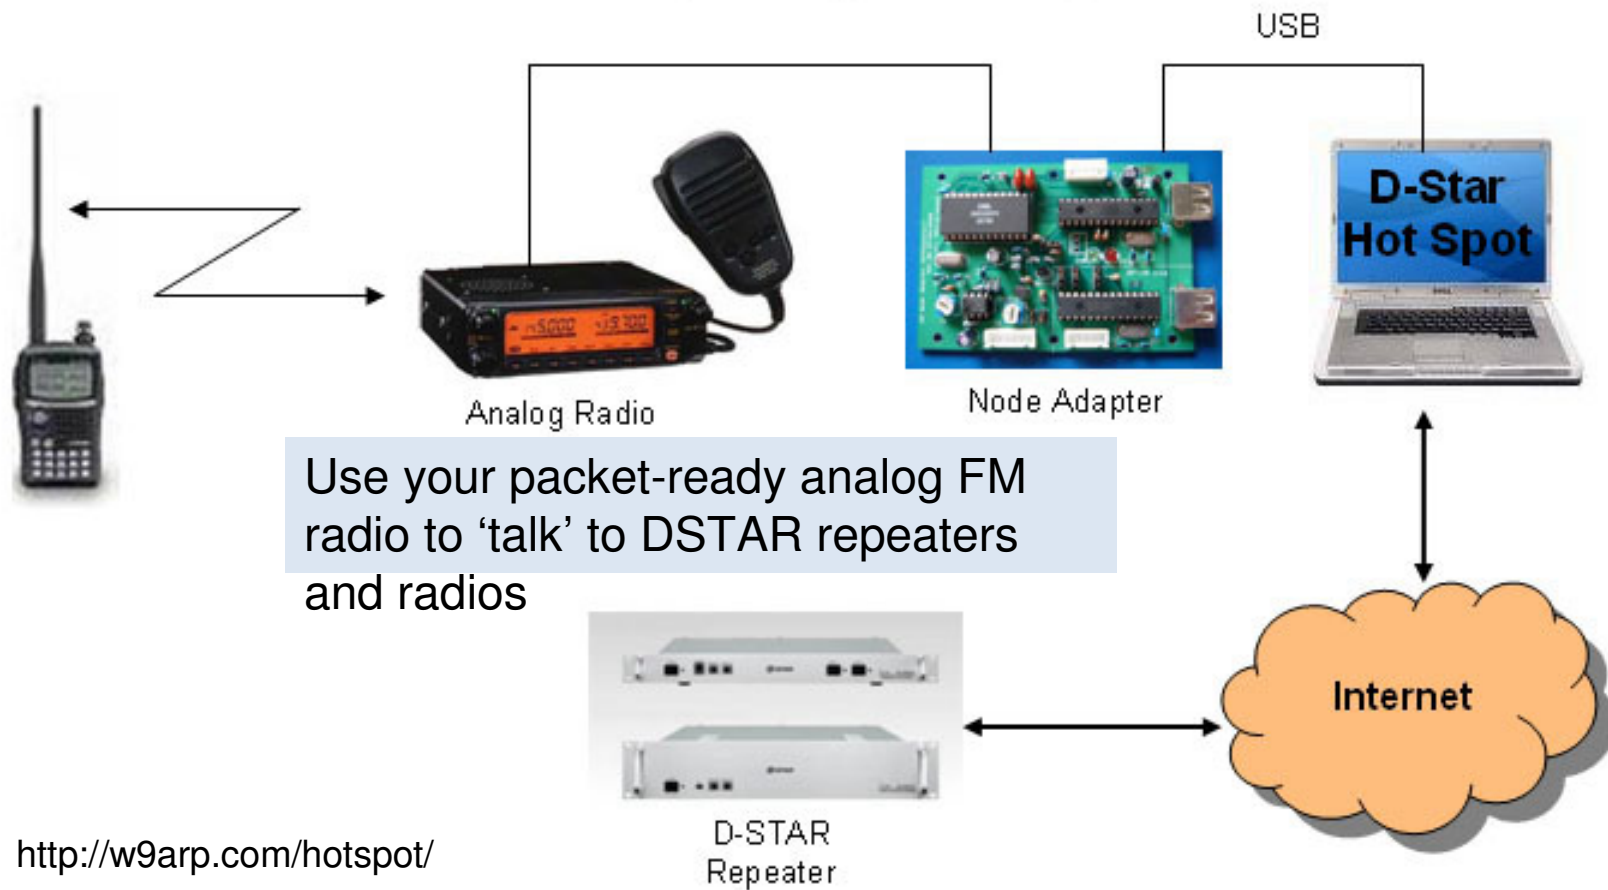 USB
D-Star
Hot Spot
Analog Radio
Node Adapter
Use your packet-ready analog FM
radio to ‘talk’ to DSTAR repeaters
and radios
Internet
D-STAR
Repeater
http://w9arp.com/hotspot/